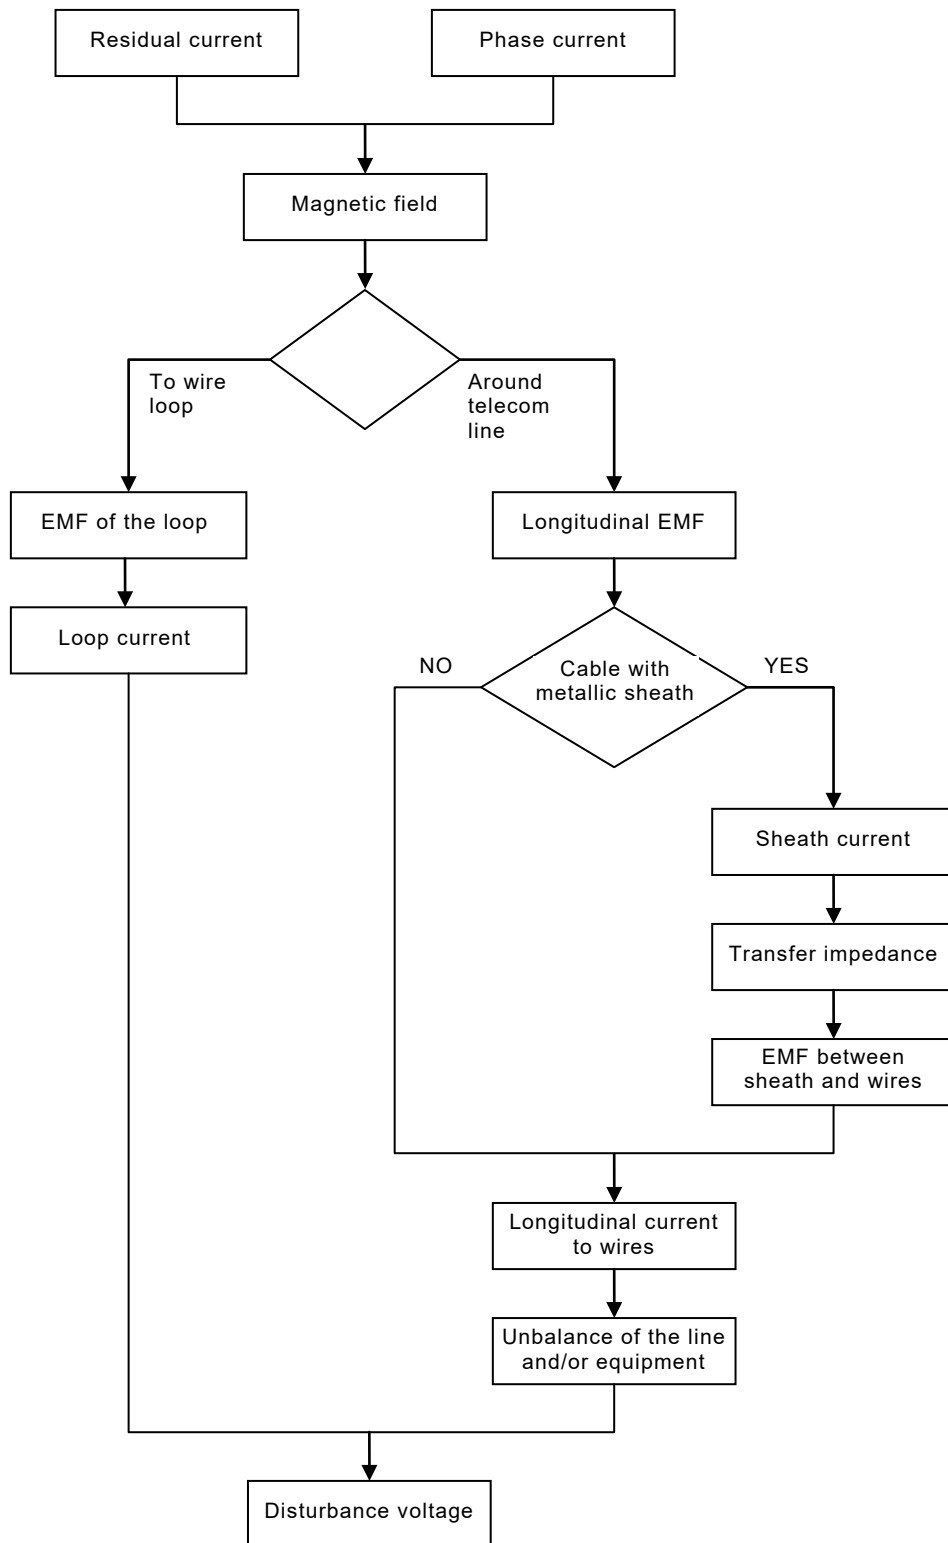 Residual current
Phase current
Magnetic field
To wire
loop
Around
telecom
line
EMF of the loop
Longitudinal EMF
Loop current
NO
Cable with
metallic sheath
YES
Sheath current
Transfer impedance
EMF between
sheath and wires
Longitudinal current
to wires
Unbalance of the line
and/or equipment
Disturbance voltage